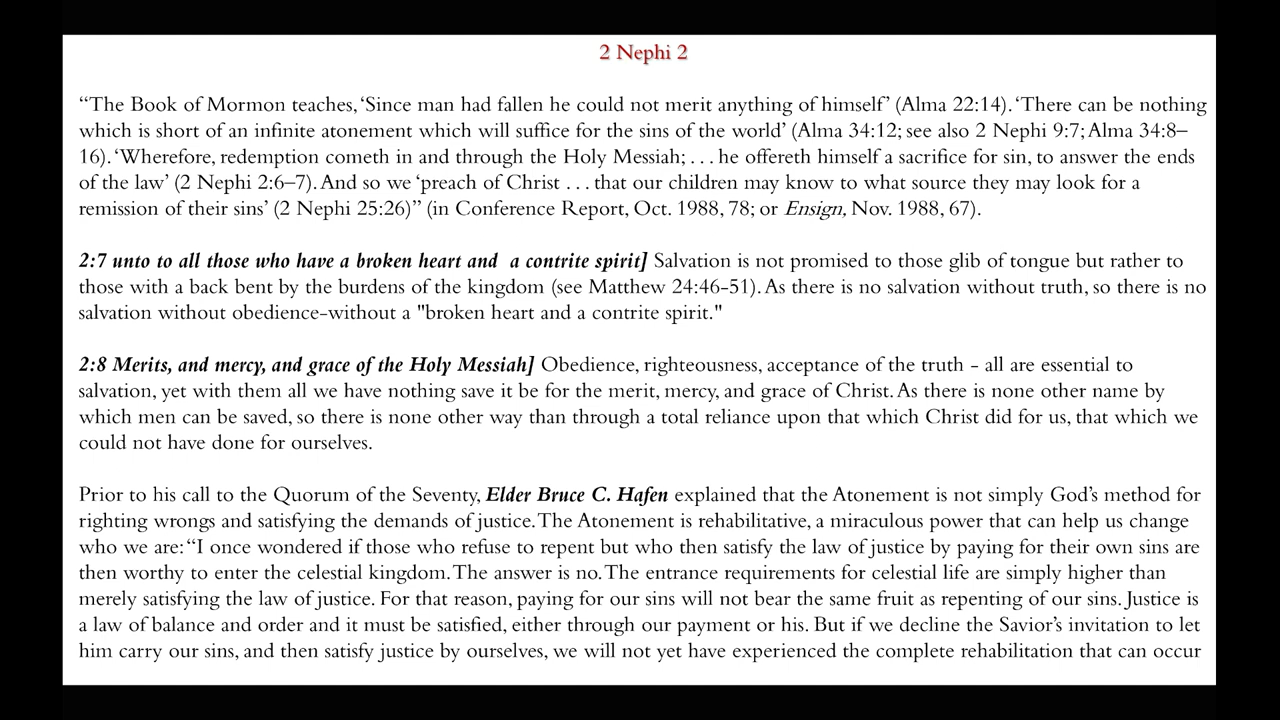 2 Nephi 2
“The Book of Mormon teaches, ‘Since man had fallen he could not merit anything of himself’ (Alma 22:14). ‘There can be nothing
which is short of an infinite atonement which will suffice for the sins of the world’ (Alma 34:12; see also 2 Nephi 9:7; Alma 34:8–
16). ‘Wherefore, redemption cometh in and through the Holy Messiah; . . . he offereth himself a sacrifice for sin, to answer the ends
of the law’ (2 Nephi 2:6–7). And so we ‘preach of Christ . . . that our children may know to what source they may look for a
remission of their sins’ (2 Nephi 25:26)” (in Conference Report, Oct. 1988, 78; or Ensign, Nov. 1988, 67).
2:7 unto to all those who have a broken heart and  a contrite spirit] Salvation is not promised to those glib of tongue but rather to
those with a back bent by the burdens of the kingdom (see Matthew 24:46-51). As there is no salvation without truth, so there is no
salvation without obedience-without a "broken heart and a contrite spirit."
2:8 Merits, and mercy, and grace of the Holy Messiah] Obedience, righteousness, acceptance of the truth - all are essential to
salvation, yet with them all we have nothing save it be for the merit, mercy, and grace of Christ. As there is none other name by
which men can be saved, so there is none other way than through a total reliance upon that which Christ did for us, that which we
could not have done for ourselves.
Prior to his call to the Quorum of the Seventy, Elder Bruce C. Hafen explained that the Atonement is not simply God’s method for
righting wrongs and satisfying the demands of justice. The Atonement is rehabilitative, a miraculous power that can help us change
who we are: “I once wondered if those who refuse to repent but who then satisfy the law of justice by paying for their own sins are
then worthy to enter the celestial kingdom. The answer is no. The entrance requirements for celestial life are simply higher than
merely satisfying the law of justice. For that reason, paying for our sins will not bear the same fruit as repenting of our sins. Justice is
a law of balance and order and it must be satisfied, either through our payment or his. But if we decline the Savior’s invitation to let
him carry our sins, and then satisfy justice by ourselves, we will not yet have experienced the complete rehabilitation that can occur